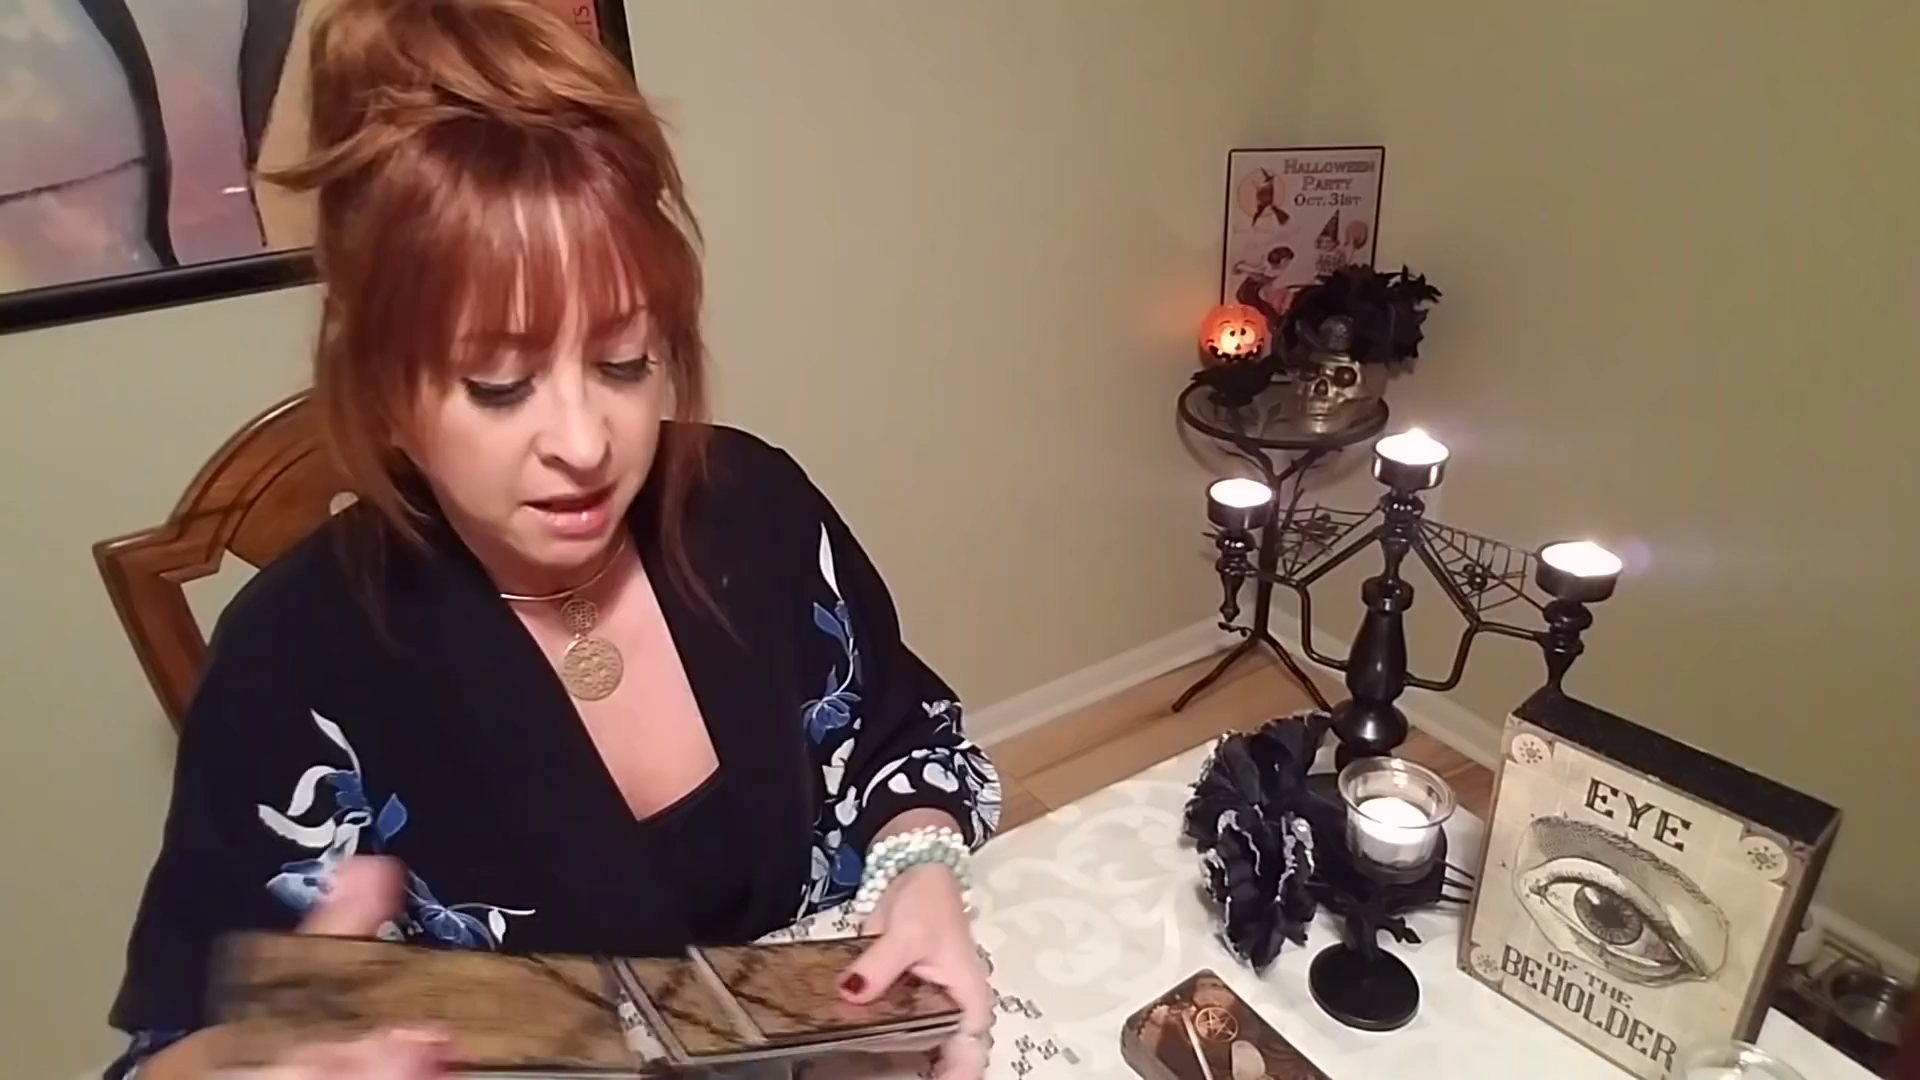 HALLOWEEN
PARTY
OCT. 31ST
EYE
OF THE
BEHOLDER